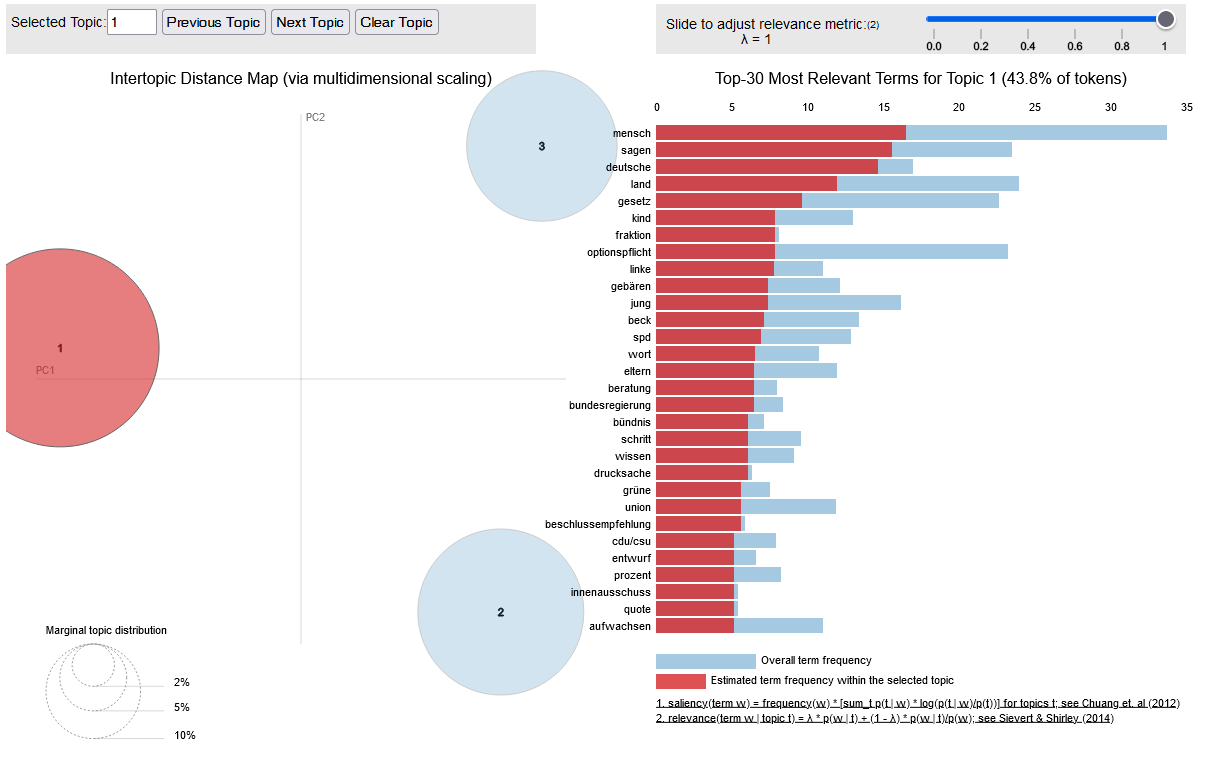 Selected Topic: 1 Previous Topic Next Topic Clear Topic
Slide to adjust relevance metric:(2)
λ = 1
0.0 0.2 0.4 0.6 0.8 1
Intertopic Distance Map (via multidimensional scaling)
PC2
PC1
1
2
3
Marginal topic distribution
2%
5%
10%
Top-30 Most Relevant Terms for Topic 1 (43.8% of tokens)
0 5 10 15 20 25 30 35
mensch
sagen
deutsche
land
gesetz
kind
fraktion
optionspflicht
linke
gebären
jung
beck
spd
wort
eltern
beratung
bundesregierung
bündnis
schritt
wissen
drucksache
grüne
union
beschlussempfehlung
cdu/csu
entwurf
prozent
innenausschuss
quote
aufwachsen
Overall term frequency
Estimated term frequency within the selected topic
1. saliency(term w) = frequency(w) * [sum_t p(t | w) * log(p(t | w)/p(t))] for topics t; see Chuang et. al (2012)
2. relevance(term w | topic t) = λ * p(w | t) + (1 - λ) * p(w | t)/p(w); see Sievert & Shirley (2014)